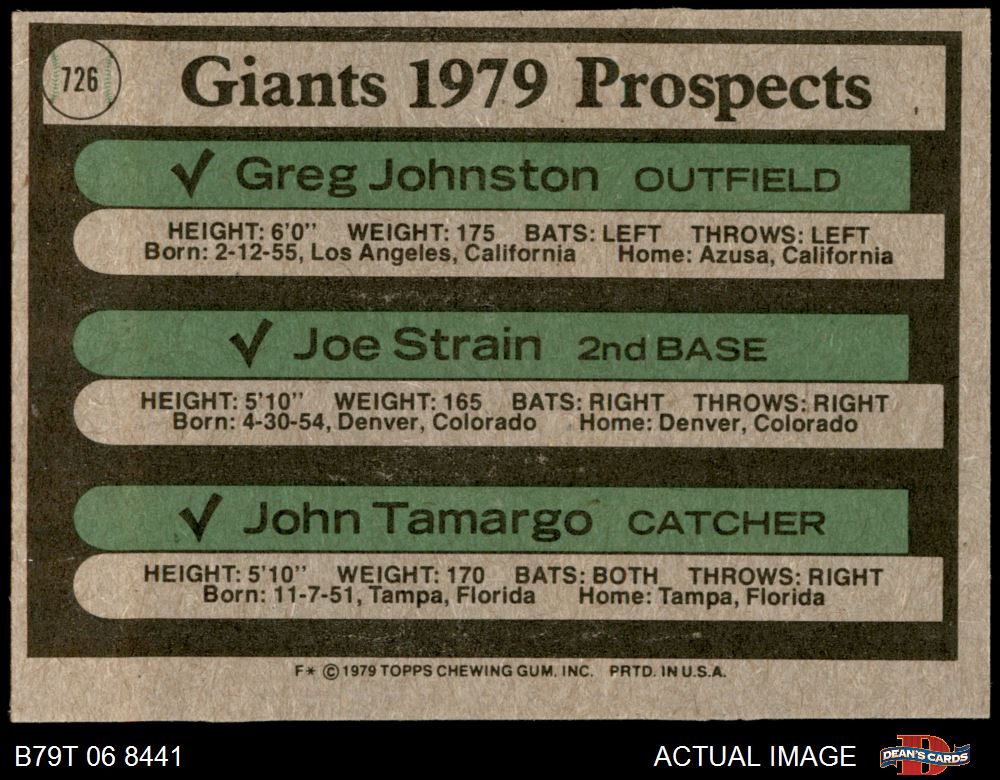 726
Giants 1979 Prospects
✓ Greg Johnston OUTFIELD
HEIGHT: 6'0" WEIGHT: 175 BATS: LEFT THROWS: LEFT
Born: 2-12-55, Los Angeles, California Home: Azusa, California
✓ Joe Strain 2nd BASE
HEIGHT: 5'10" WEIGHT: 165 BATS: RIGHT THROWS: RIGHT
Born: 4-30-54, Denver, Colorado Home: Denver, Colorado
✓ John Tamargo CATCHER
HEIGHT: 5'10" WEIGHT: 170 BATS: BOTH THROWS: RIGHT
Born: 11-7-51, Tampa, Florida Home: Tampa, Florida
F* © 1979 TOPPS CHEWING GUM, INC. PRTD. IN U.S.A.
B79T 06 8441 ACTUAL IMAGE D DEAN'S CARDS